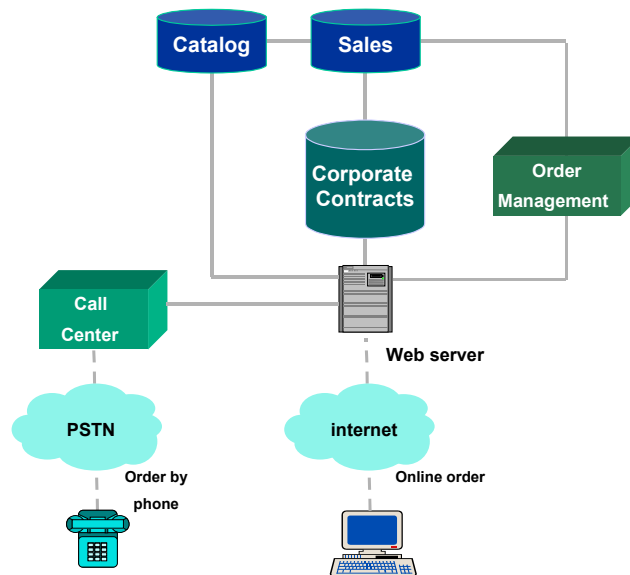 Catalog
Sales
Corporate
Contracts
Order
Management
Call
Center
Web server
PSTN
internet
Order by
phone
Online order